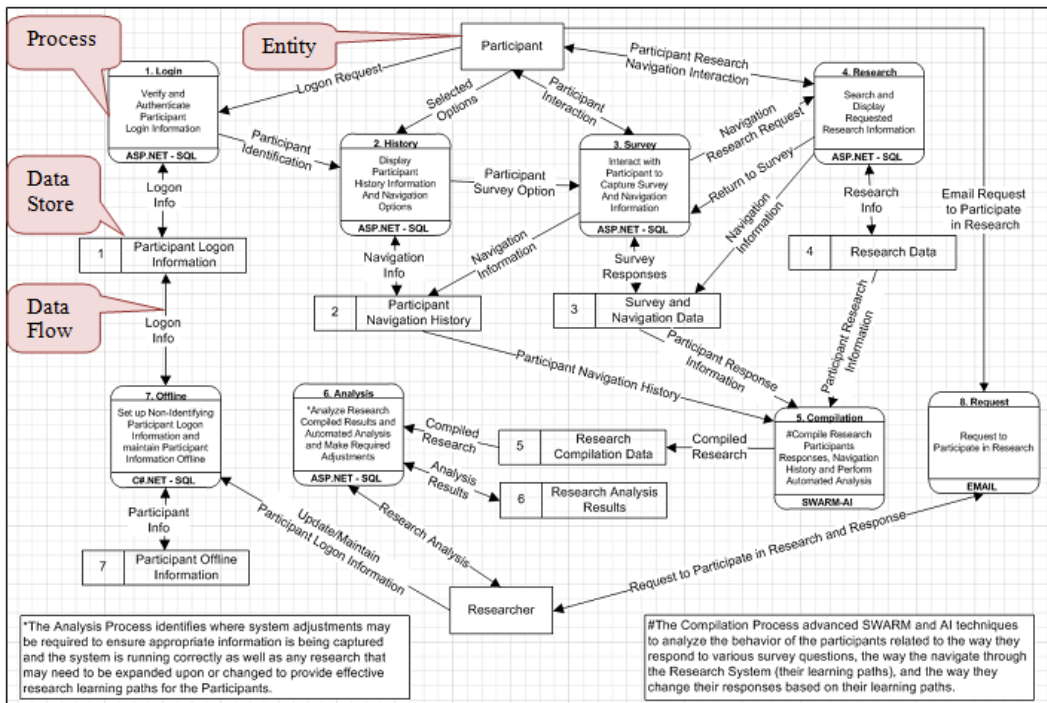 Process
Entity
Participant
1. Login
Verify and
Authenticate
Participant
Login Information
ASP.NET - SQL
Logon Request
Selected
Options
Participant
Interaction
Participant Research
Navigation Interaction
4. Research
Search and
Display
Requested
Research Information
ASP.NET - SQL
Participant
Identification
2. History
Display
Participant
History Information
And Navigation
Options
ASP.NET - SQL
Participant
Survey Option
3. Survey
Interact with
Participant to
Capture Survey
And Navigation
Information
ASP.NET - SQL
Navigation
Research Request
Return to Survey
Navigation
Information
Research
Info
Email Request
to Participate
in Research
Data
Store
Logon
Info
1
Participant Logon
Information
Navigation
Info
Navigation
Information
Survey
Responses
4
Research Data
2
Participant
Navigation History
3
Survey and
Navigation Data
Data
Flow
Logon
Info
Participant Navigation History
Participant Response
Information
Participant Research
Information
7. Offline
Set up Non-Identifying
Participant Logon
Information and
maintain Participant
Information Offline
C#.NET - SQL
6. Analysis
*Analyze Research
Compiled Results and
Automated Analysis
and Make Required
Adjustments
ASP.NET - SQL
Compiled
Research
5
Research
Compilation Data
Compiled
Research
5. Compilation
#Compile Research
Participants
Responses, Navigation
History and Perform
Automated Analysis
SWARM-AI
8. Request
Request to
Participate in Research
EMAIL
Analysis
Results
6
Research Analysis
Results
Participant
Info
7
Participant Offline
Information
Update/Maintain
Participant Logon Information
Research Analysis
Request to Participate in Research and Response
Researcher
*The Analysis Process identifies where system adjustments may
be required to ensure appropriate information is being captured
and the system is running correctly as well as any research that
may need to be expanded upon or changed to provide effective
research learning paths for the Participants.
#The Compilation Process advanced SWARM and AI techniques
to analyze the behavior of the participants related to the way they
respond to various survey questions, the way the navigate through
the Research System (their learning paths), and the way they
change their responses based on their learning paths.